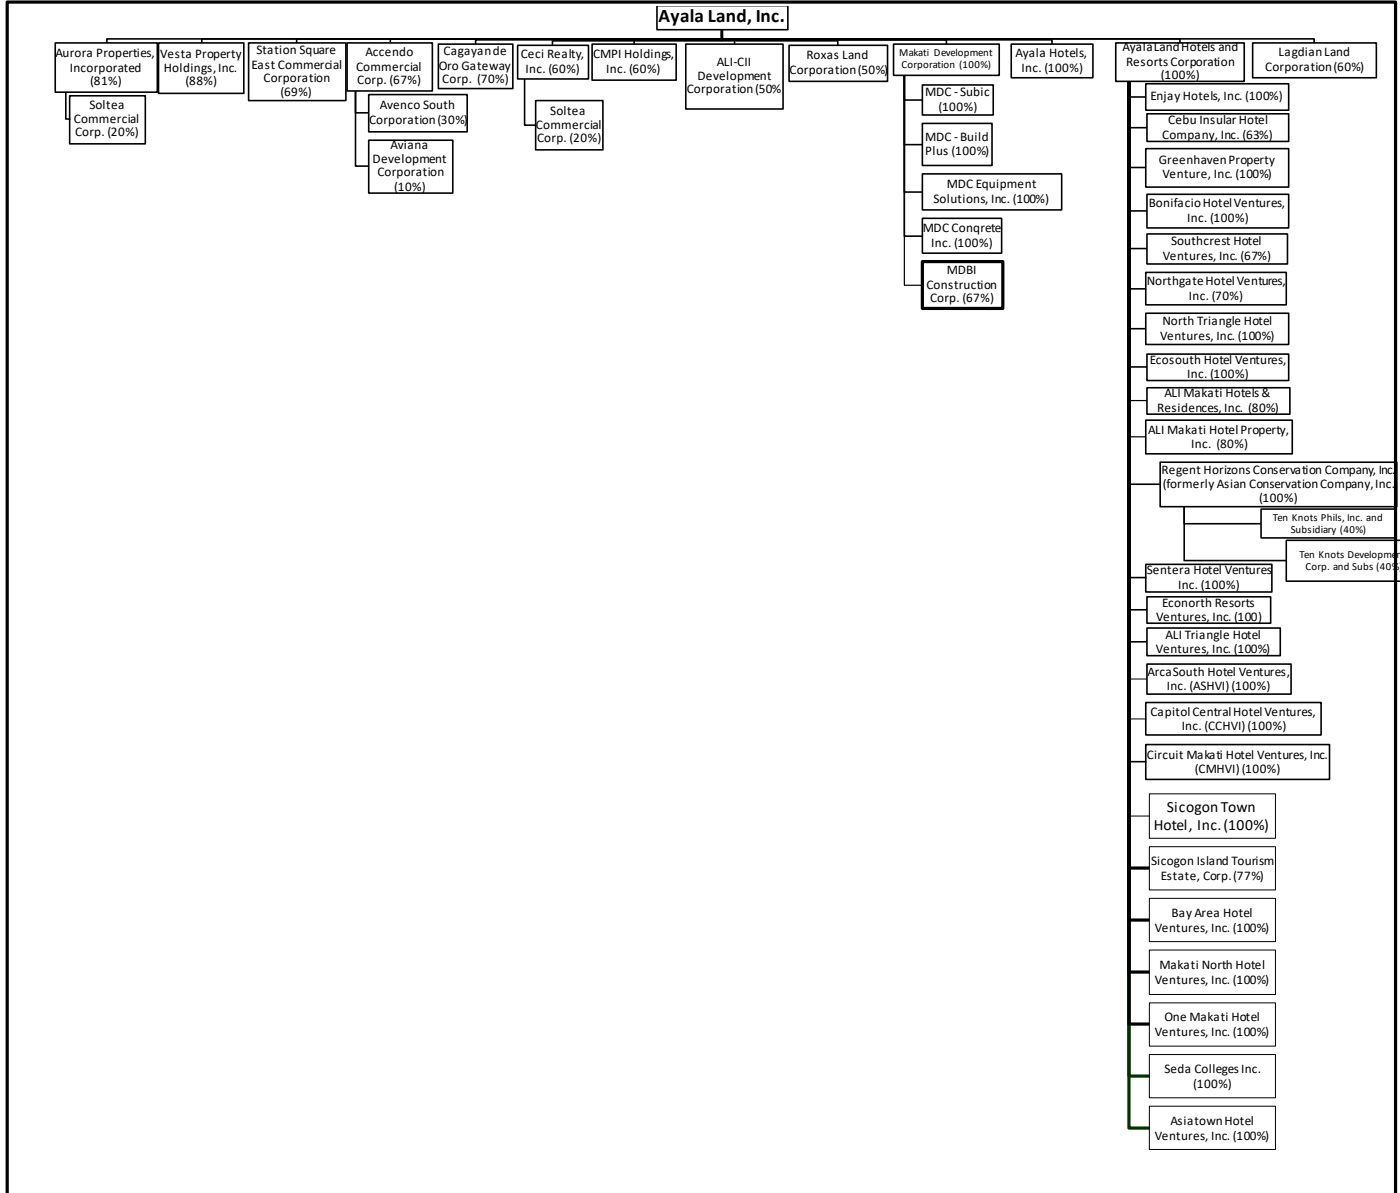 Ayala Land, Inc.
Aurora Properties,
Incorporated
(81%)
Soltea
Commercial
Corp. (20%)
Vesta Property
Holdings, Inc.
(88%)
Station Square
East Commercial
Corporation
(69%)
Accendo
Commercial
Corp. (67%)
Avenco South
Corporation (30%)
Aviana
Development
Corporation
(10%)
Cagayan de
Oro Gateway
Corp. (70%)
Ceci Realty,
Inc. (60%)
Soltea
Commercial
Corp. (20%)
CMPI Holdings,
Inc. (60%)
ALI-CII
Development
Corporation (50%
Roxas Land
Corporation (50%)
Makati Development
Corporation (100%)
MDC - Subic
(100%)
MDC - Build
Plus (100%)
MDC Equipment
Solutions, Inc. (100%)
MDC Conqrete
Inc. (100%)
MDBI
Construction
Corp. (67%)
Ayala Hotels,
Inc. (100%)
AyalaLand Hotels and
Resorts Corporation
(100%)
Enjay Hotels, Inc. (100%)
Cebu Insular Hotel
Company, Inc. (63%)
Greenhaven Property
Venture, Inc. (100%)
Bonifacio Hotel Ventures,
Inc. (100%)
Southcrest Hotel
Ventures, Inc. (67%)
Northgate Hotel Ventures,
Inc. (70%)
North Triangle Hotel
Ventures, Inc. (100%)
Ecosouth Hotel Ventures,
Inc. (100%)
ALI Makati Hotels &
Residences, Inc. (80%)
ALI Makati Hotel Property,
Inc. (80%)
Regent Horizons Conservation Company, Inc.
(formerly Asian Conservation Company, Inc.
(100%)
Ten Knots Phils, Inc. and
Subsidiary (40%)
Ten Knots
Corp. and Subs (40%
Sentera Hotel Ventures
Inc. (100%)
Econorth Resorts
Ventures, Inc. (100)
ALI Triangle Hotel
Ventures, Inc. (100%)
ArcaSouth Hotel Ventures,
Inc. (ASHVI) (100%)
Capitol Central Hotel Ventures,
Inc. (CCHVI) (100%)
Circuit Makati Hotel Ventures, Inc.
(CMHVI) (100%)
Sicogon Town
Hotel, Inc. (100%)
Sicogon Island Tourism
Estate, Corp. (77%)
Bay Area Hotel
Ventures, Inc. (100%)
Makati North Hotel
Ventures, Inc. (100%)
One Makati Hotel
Ventures, Inc. (100%)
Seda Colleges Inc.
(100%)
Asiatown Hotel
Ventures, Inc. (100%)
Lagdian Land
Corporation (60%)